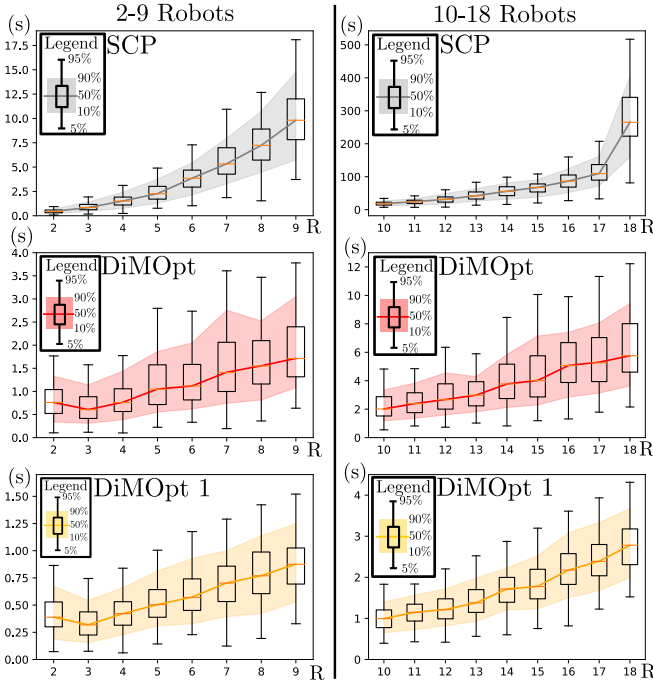 2-9 Robots
10-18 Robots
(s)
SCP
Legend
95%
90%
50%
10%
5%
17.5
15.0
12.5
10.0
7.5
5.0
2.5
0.0
2 3 4 5 6 7 8 9 R
(s)
SCP
Legend
95%
90%
50%
10%
5%
500
400
300
200
100
0
10 11 12 13 14 15 16 17 18 R
(s)
DiMOpt
Legend
95%
90%
50%
10%
5%
4.0
3.5
3.0
2.5
2.0
1.5
1.0
0.5
0.0
2 3 4 5 6 7 8 9 R
(s)
DiMOpt
Legend
95%
90%
50%
10%
5%
12
10
8
6
4
2
0
10 11 12 13 14 15 16 17 18 R
(s)
DiMOpt 1
Legend
95%
90%
50%
10%
5%
1.50
1.25
1.00
0.75
0.50
0.25
0.00
2 3 4 5 6 7 8 9 R
(s)
DiMOpt 1
Legend
95%
90%
50%
10%
5%
4
3
2
1
0
10 11 12 13 14 15 16 17 18 R